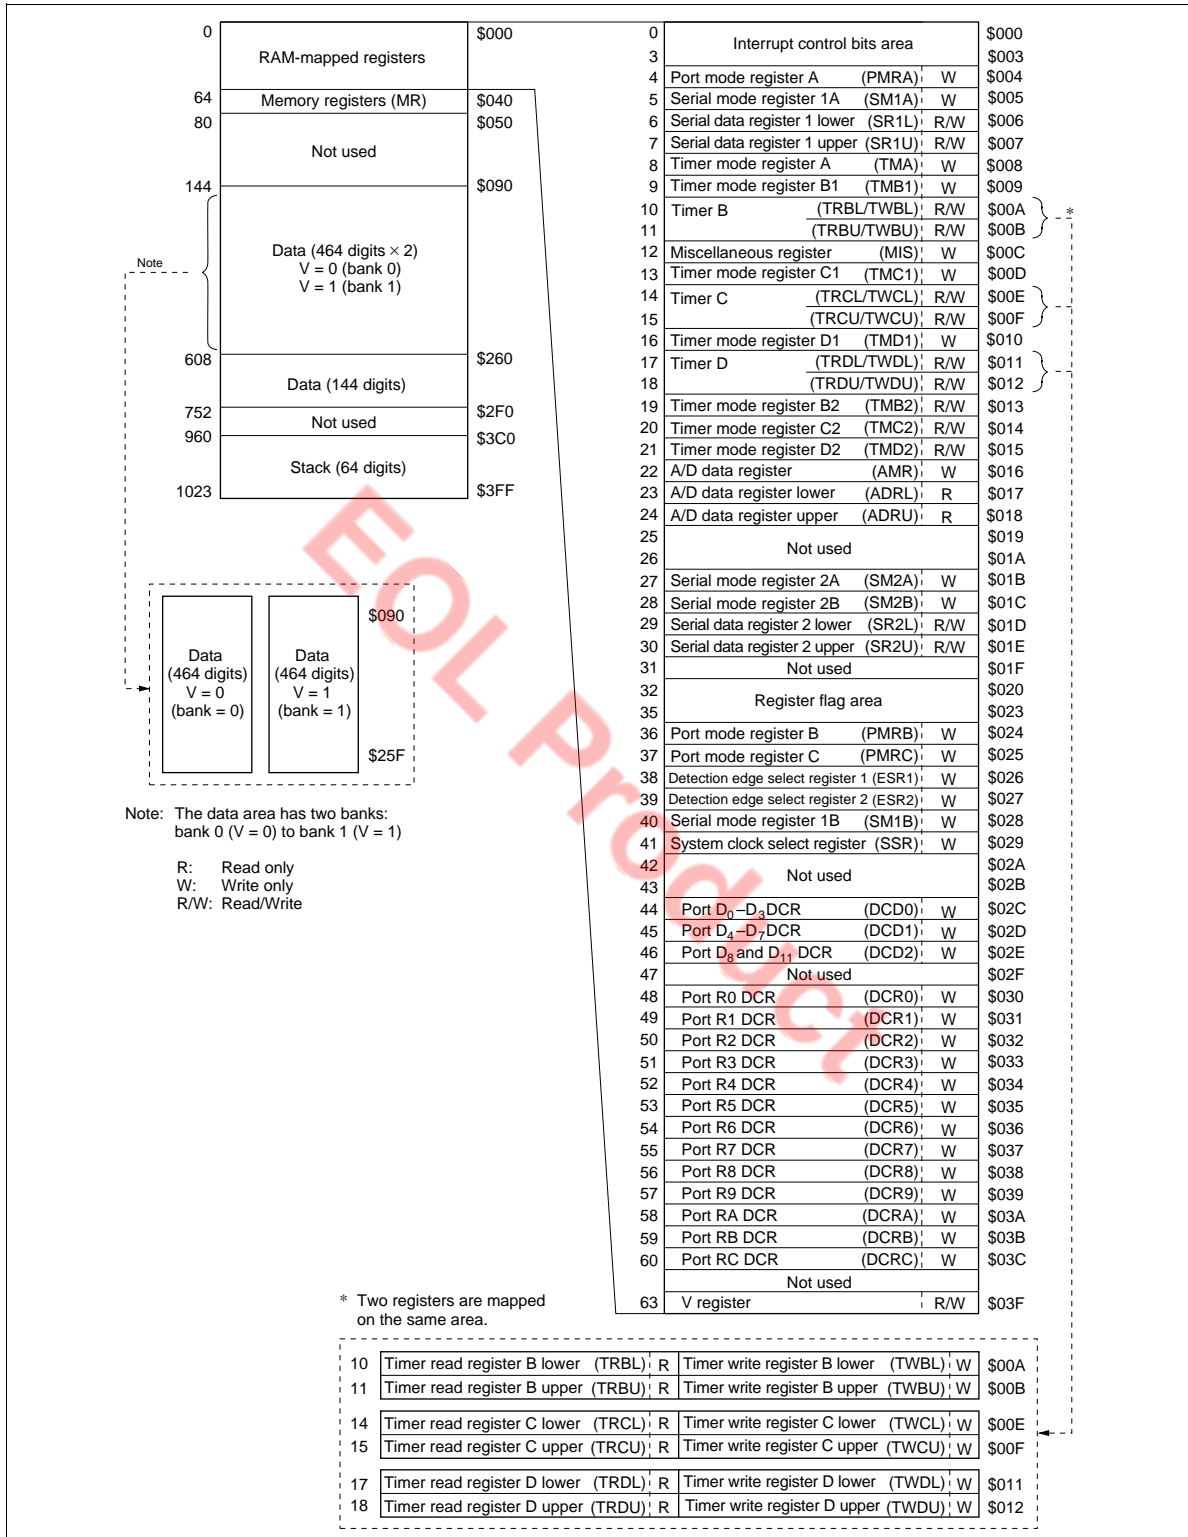 0 $000
RAM-mapped registers
64 Memory registers (MR) $040
80 $050
Not used
144 $090
Note
Data (464 digits × 2)
V = 0 (bank 0)
V = 1 (bank 1)
608 $260
Data (144 digits)
752 $2F0
Not used
960 $3C0
Stack (64 digits)
1023 $3FF
$090
Data (464 digits) V = 0 (bank = 0)
Data (464 digits) V = 1 (bank = 1)
$25F
Note: The data area has two banks:
bank 0 (V = 0) to bank 1 (V = 1)
R: Read only
W: Write only
R/W: Read/Write
0 $000
Interrupt control bits area
3 $003
4 Port mode register A (PMRA) W $004
5 Serial mode register 1A (SM1A) W $005
6 Serial data register 1 lower (SR1L) R/W $006
7 Serial data register 1 upper (SR1U) R/W $007
8 Timer mode register A (TMA) W $008
9 Timer mode register B1 (TMB1) W $009
10 Timer B (TRBL/TWBL) R/W $00A *
11 (TRBU/TWBU) R/W $00B
12 Miscellaneous register (MIS) W $00C
13 Timer mode register C1 (TMC1) W $00D
14 Timer C (TRCL/TWCL) R/W $00E
15 (TRCU/TWCU) R/W $00F
16 Timer mode register D1 (TMD1) W $010
17 Timer D (TRDL/TWDL) R/W $011
18 (TRDU/TWDU) R/W $012
19 Timer mode register B2 (TMB2) R/W $013
20 Timer mode register C2 (TMC2) R/W $014
21 Timer mode register D2 (TMD2) R/W $015
22 A/D data register (AMR) W $016
23 A/D data register lower (ADRL) R $017
24 A/D data register upper (ADRU) R $018
25 $019
Not used
26 $01A
27 Serial mode register 2A (SM2A) W $01B
28 Serial mode register 2B (SM2B) W $01C
29 Serial data register 2 lower (SR2L) R/W $01D
30 Serial data register 2 upper (SR2U) R/W $01E
31 Not used $01F
32 $020
Register flag area
35 $023
36 Port mode register B (PMRB) W $024
37 Port mode register C (PMRC) W $025
38 Detection edge select register 1 (ESR1) W $026
39 Detection edge select register 2 (ESR2) W $027
40 Serial mode register 1B (SM1B) W $028
41 System clock select register (SSR) W $029
42 $02A
Not used
43 $02B
44 Port D0–D3DCR (DCD0) W $02C
45 Port D4–D7DCR (DCD1) W $02D
46 Port D8 and D11 DCR (DCD2) W $02E
47 Not used $02F
48 Port R0 DCR (DCR0) W $030
49 Port R1 DCR (DCR1) W $031
50 Port R2 DCR (DCR2) W $032
51 Port R3 DCR (DCR3) W $033
52 Port R4 DCR (DCR4) W $034
53 Port R5 DCR (DCR5) W $035
54 Port R6 DCR (DCR6) W $036
55 Port R7 DCR (DCR7) W $037
56 Port R8 DCR (DCR8) W $038
57 Port R9 DCR (DCR9) W $039
58 Port RA DCR (DCRA) W $03A
59 Port RB DCR (DCRB) W $03B
60 Port RC DCR (DCRC) W $03C
Not used
63 V register R/W $03F
* Two registers are mapped
on the same area.
10 Timer read register B lower (TRBL) R Timer write register B lower (TWBL) W $00A
11 Timer read register B upper (TRBU) R Timer write register B upper (TWBU) W $00B
14 Timer read register C lower (TRCL) R Timer write register C lower (TWCL) W $00E
15 Timer read register C upper (TRCU) R Timer write register C upper (TWCU) W $00F
17 Timer read register D lower (TRDL) R Timer write register D lower (TWDL) W $011
18 Timer read register D upper (TRDU) R Timer write register D upper (TWDU) W $012
EOL Product